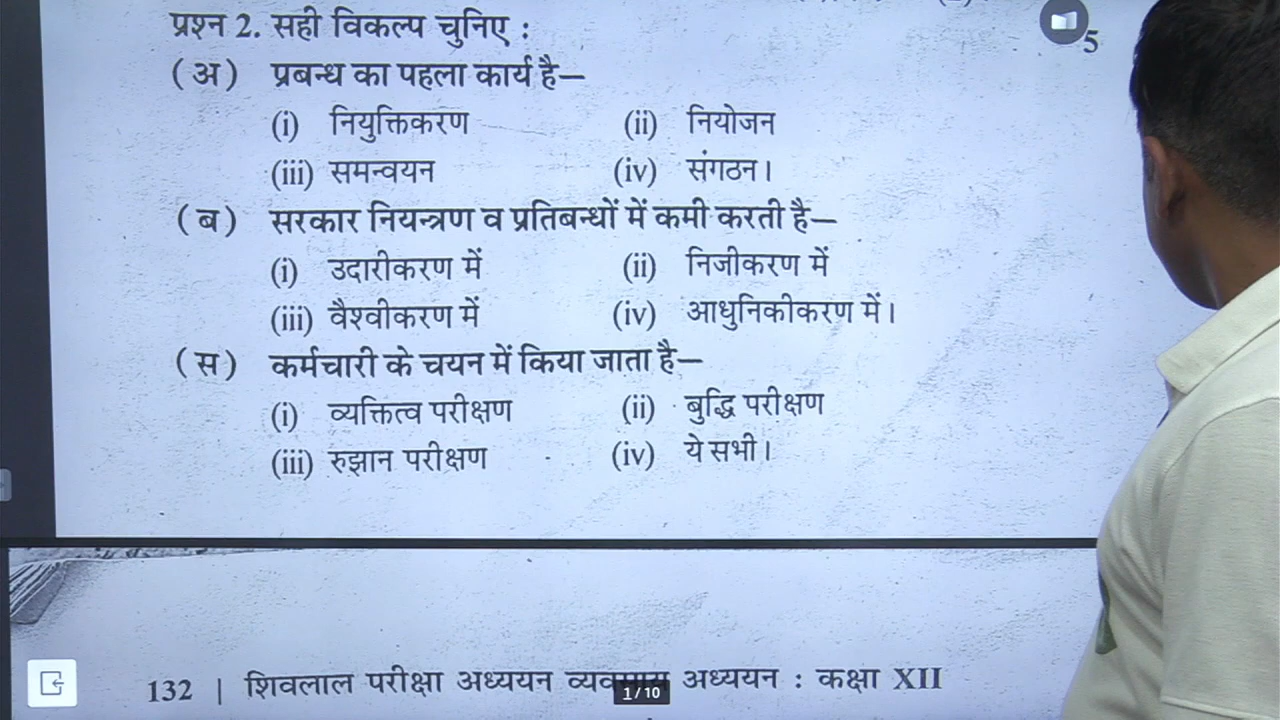 प्रश्न 2. सही विकल्प चुनिए :
5
(अ) प्रबन्ध का पहला कार्य है—
(i) नियुक्तिकरण (ii) नियोजन
(iii) समन्वयन (iv) संगठन।
(ब) सरकार नियन्त्रण व प्रतिबन्धों में कमी करती है—
(i) उदारीकरण में (ii) निजीकरण में
(iii) वैश्वीकरण में (iv) आधुनिकीकरण में।
(स) कर्मचारी के चयन में किया जाता है—
(i) व्यक्तित्व परीक्षण (ii) बुद्धि परीक्षण
(iii) रुझान परीक्षण (iv) ये सभी।
132 | शिवलाल परीक्षा अध्ययन व्यवसाय अध्ययन : कक्षा XII
1/10